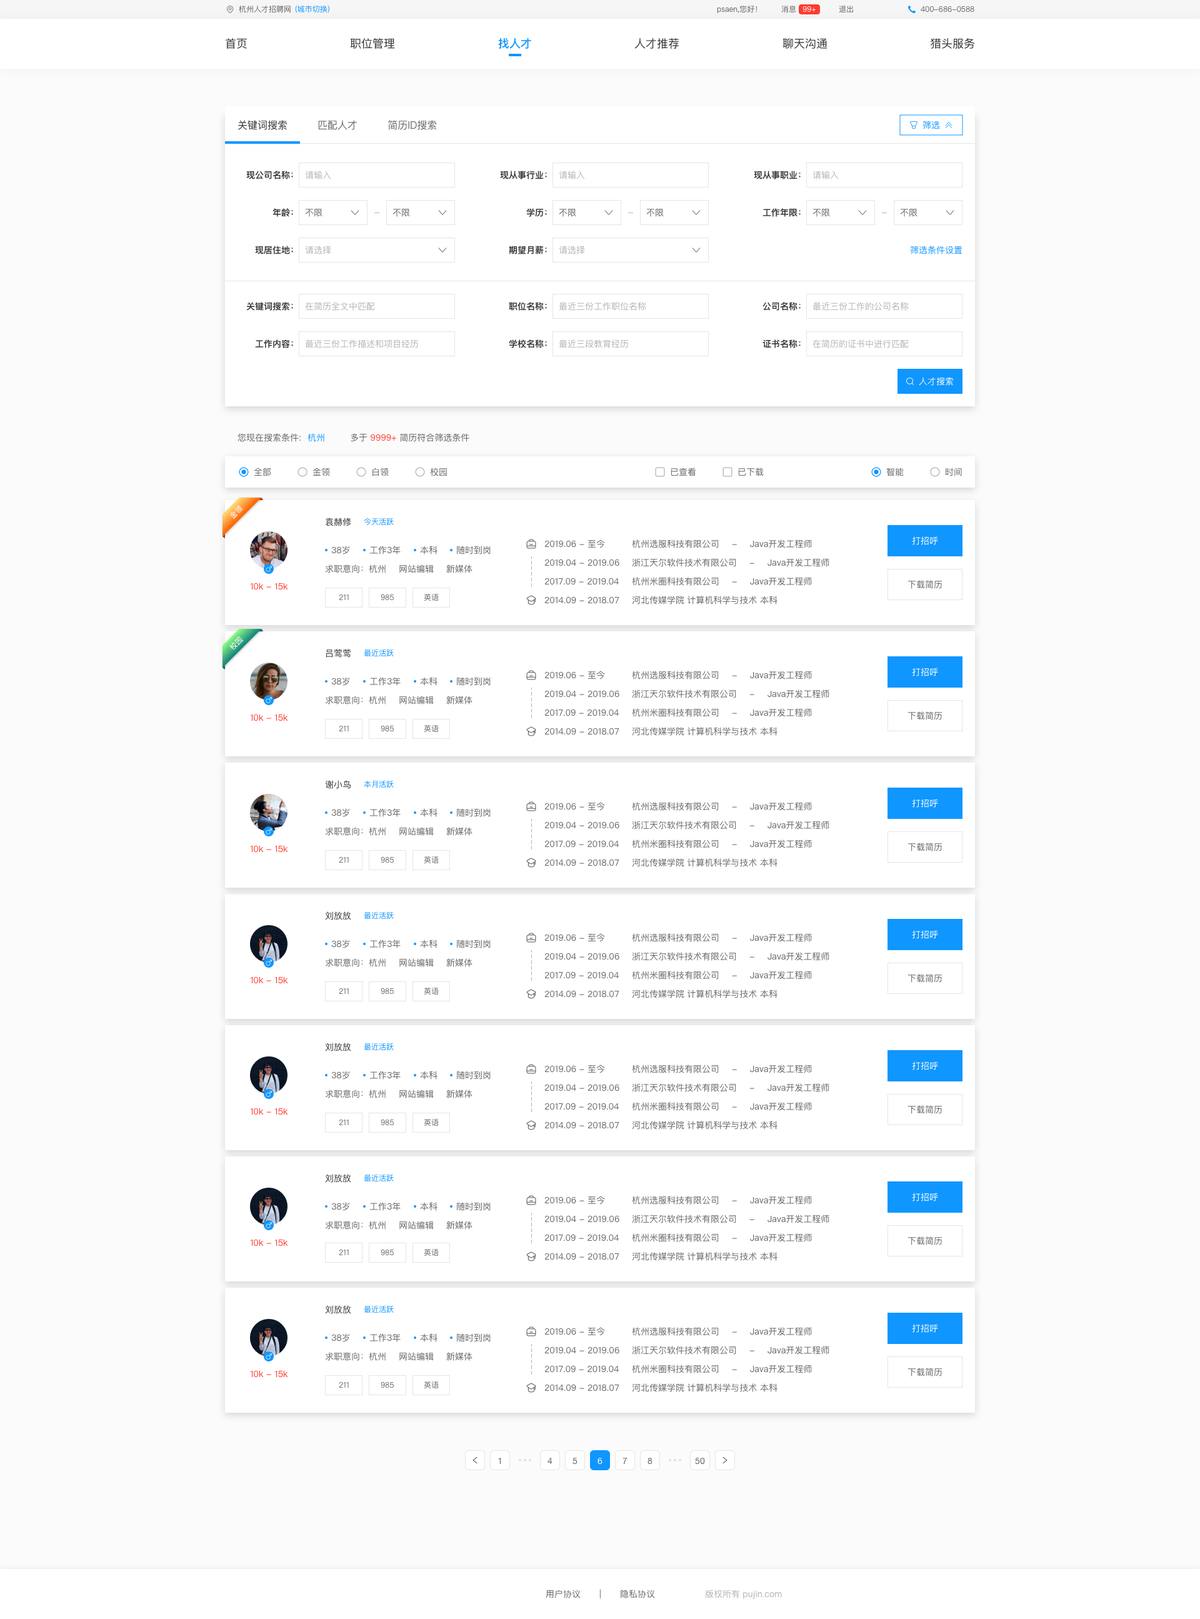 杭州人才招聘网 (城市切换) psaen,您好! 消息 99+ 退出 400-686-0588
首页 职位管理 找人才 人才推荐 聊天沟通 猎头服务
关键词搜索 匹配人才 简历ID搜索 筛选
现公司名称: 请输入 现从事行业: 请输入 现从事职业: 请输入
年龄: 不限 - 不限 学历: 不限 - 不限 工作年限: 不限 - 不限
现居住地: 请选择 期望月薪: 请选择 筛选条件设置
关键词搜索: 在简历全文中匹配 职位名称: 最近三份工作职位名称 公司名称: 最近三份工作的公司名称
工作内容: 最近三份工作描述和项目经历 学校名称: 最近三段教育经历 证书名称: 在简历的证书中进行匹配
人才搜索
您现在搜索条件: 杭州 多于 9999+ 简历符合筛选条件
全部 金领 白领 校园 已查看 已下载 智能 时间
金领
袁赫修 今天活跃
38岁 工作3年 本科 随时到岗
求职意向: 杭州 网站编辑 新媒体
10k - 15k
211 985 英语
2019.06 - 至今 杭州选服科技有限公司 - Java开发工程师
2019.04 - 2019.06 浙江天尔软件技术有限公司 - Java开发工程师
2017.09 - 2019.04 杭州米圈科技有限公司 - Java开发工程师
2014.09 - 2018.07 河北传媒学院 计算机科学与技术 本科
打招呼
下载简历
校园
吕莺莺 最近活跃
38岁 工作3年 本科 随时到岗
求职意向: 杭州 网站编辑 新媒体
10k - 15k
211 985 英语
2019.06 - 至今 杭州选服科技有限公司 - Java开发工程师
2019.04 - 2019.06 浙江天尔软件技术有限公司 - Java开发工程师
2017.09 - 2019.04 杭州米圈科技有限公司 - Java开发工程师
2014.09 - 2018.07 河北传媒学院 计算机科学与技术 本科
打招呼
下载简历
谢小鸟 本月活跃
38岁 工作3年 本科 随时到岗
求职意向: 杭州 网站编辑 新媒体
10k - 15k
211 985 英语
2019.06 - 至今 杭州选服科技有限公司 - Java开发工程师
2019.04 - 2019.06 浙江天尔软件技术有限公司 - Java开发工程师
2017.09 - 2019.04 杭州米圈科技有限公司 - Java开发工程师
2014.09 - 2018.07 河北传媒学院 计算机科学与技术 本科
打招呼
下载简历
刘放放 最近活跃
38岁 工作3年 本科 随时到岗
求职意向: 杭州 网站编辑 新媒体
10k - 15k
211 985 英语
2019.06 - 至今 杭州选服科技有限公司 - Java开发工程师
2019.04 - 2019.06 浙江天尔软件技术有限公司 - Java开发工程师
2017.09 - 2019.04 杭州米圈科技有限公司 - Java开发工程师
2014.09 - 2018.07 河北传媒学院 计算机科学与技术 本科
打招呼
下载简历
刘放放 最近活跃
38岁 工作3年 本科 随时到岗
求职意向: 杭州 网站编辑 新媒体
10k - 15k
211 985 英语
2019.06 - 至今 杭州选服科技有限公司 - Java开发工程师
2019.04 - 2019.06 浙江天尔软件技术有限公司 - Java开发工程师
2017.09 - 2019.04 杭州米圈科技有限公司 - Java开发工程师
2014.09 - 2018.07 河北传媒学院 计算机科学与技术 本科
打招呼
下载简历
刘放放 最近活跃
38岁 工作3年 本科 随时到岗
求职意向: 杭州 网站编辑 新媒体
10k - 15k
211 985 英语
2019.06 - 至今 杭州选服科技有限公司 - Java开发工程师
2019.04 - 2019.06 浙江天尔软件技术有限公司 - Java开发工程师
2017.09 - 2019.04 杭州米圈科技有限公司 - Java开发工程师
2014.09 - 2018.07 河北传媒学院 计算机科学与技术 本科
打招呼
下载简历
刘放放 最近活跃
38岁 工作3年 本科 随时到岗
求职意向: 杭州 网站编辑 新媒体
10k - 15k
211 985 英语
2019.06 - 至今 杭州选服科技有限公司 - Java开发工程师
2019.04 - 2019.06 浙江天尔软件技术有限公司 - Java开发工程师
2017.09 - 2019.04 杭州米圈科技有限公司 - Java开发工程师
2014.09 - 2018.07 河北传媒学院 计算机科学与技术 本科
打招呼
下载简历
< 1 ··· 4 5 6 7 8 ··· 50 >
用户协议 | 隐私协议 版权所有 pujin.com